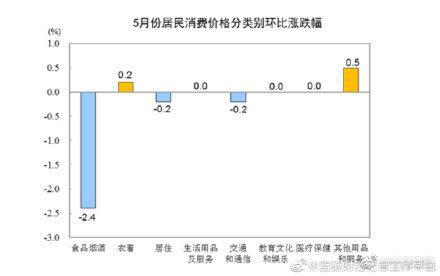 5月份居民消费价格分类别环比涨跌幅
(%)
1.0
0.5
0.0
-0.5
-1.0
-1.5
-2.0
-2.5
-3.0
-2.4
0.2
-0.2
0.0
-0.2
0.0
0.0
0.5
食品烟酒
衣着
居住
生活用品
及服务
交通
和通信
教育文化
和娱乐
医疗保健
其他用品
和服务